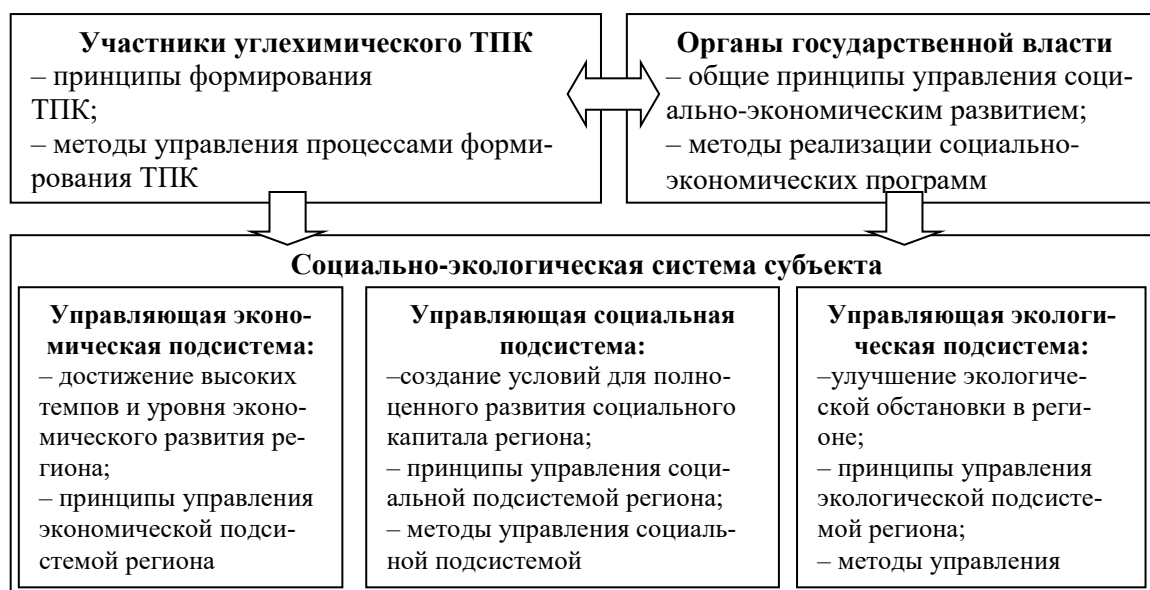 Участники углехимического ТПК
– принципы формирования
ТПК;
– методы управления процессами форми-
рования ТПК
Органы государственной власти
– общие принципы управления соци-
ально-экономическим развитием;
– методы реализации социально-
экономических программ
Социально-экологическая система субъекта
Управляющая эконо-
мическая подсистема:
– достижение высоких
темпов и уровня эконо-
мического развития ре-
гиона;
– принципы управления
экономической подси-
стемой региона
Управляющая социальная
подсистема:
–создание условий для полно-
ценного развития социального
капитала региона;
– принципы управления соци-
альной подсистемой региона;
– методы управления социаль-
ной подсистемой
Управляющая экологи-
ческая подсистема:
–улучшение экологиче-
ской обстановки в реги-
оне;
– принципы управления
экологической подсисте-
мой региона;
– методы управления